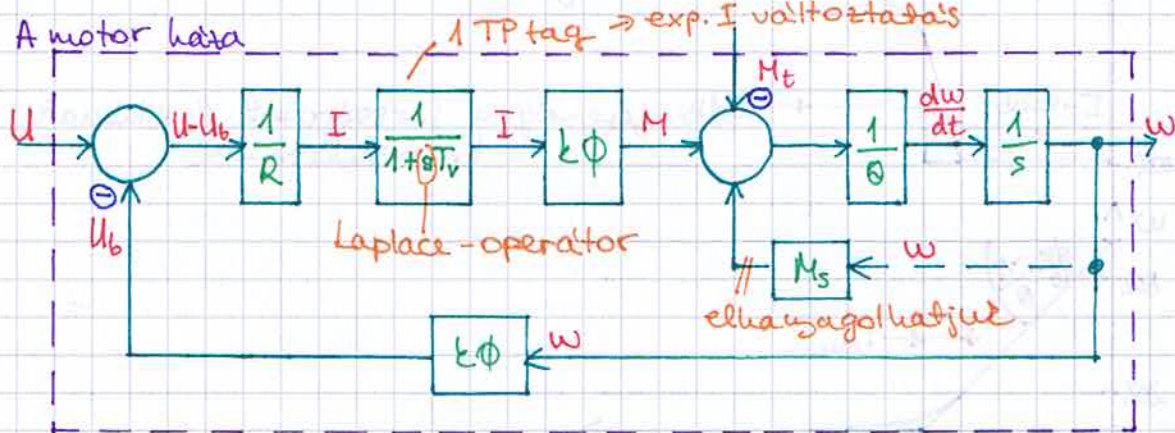 1 TP tag → exp. I változtatás
A motor háza
U
U-Ub
1/R
I
1/(1+sTv)
I
kΦ
M
Mt
⊖
1/Θ
dω/dt
1/s
ω
⊖
Ub
Laplace-operátor
Ms
ω
elhanyagolhatjuk
kΦ
ω